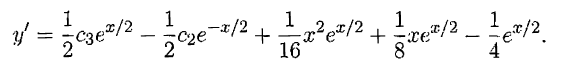 y' = \frac{1}{2}c_3e^{x/2} - \frac{1}{2}c_2e^{-x/2} + \frac{1}{16}x^2e^{x/2} + \frac{1}{8}xe^{x/2} - \frac{1}{4}e^{x/2}.